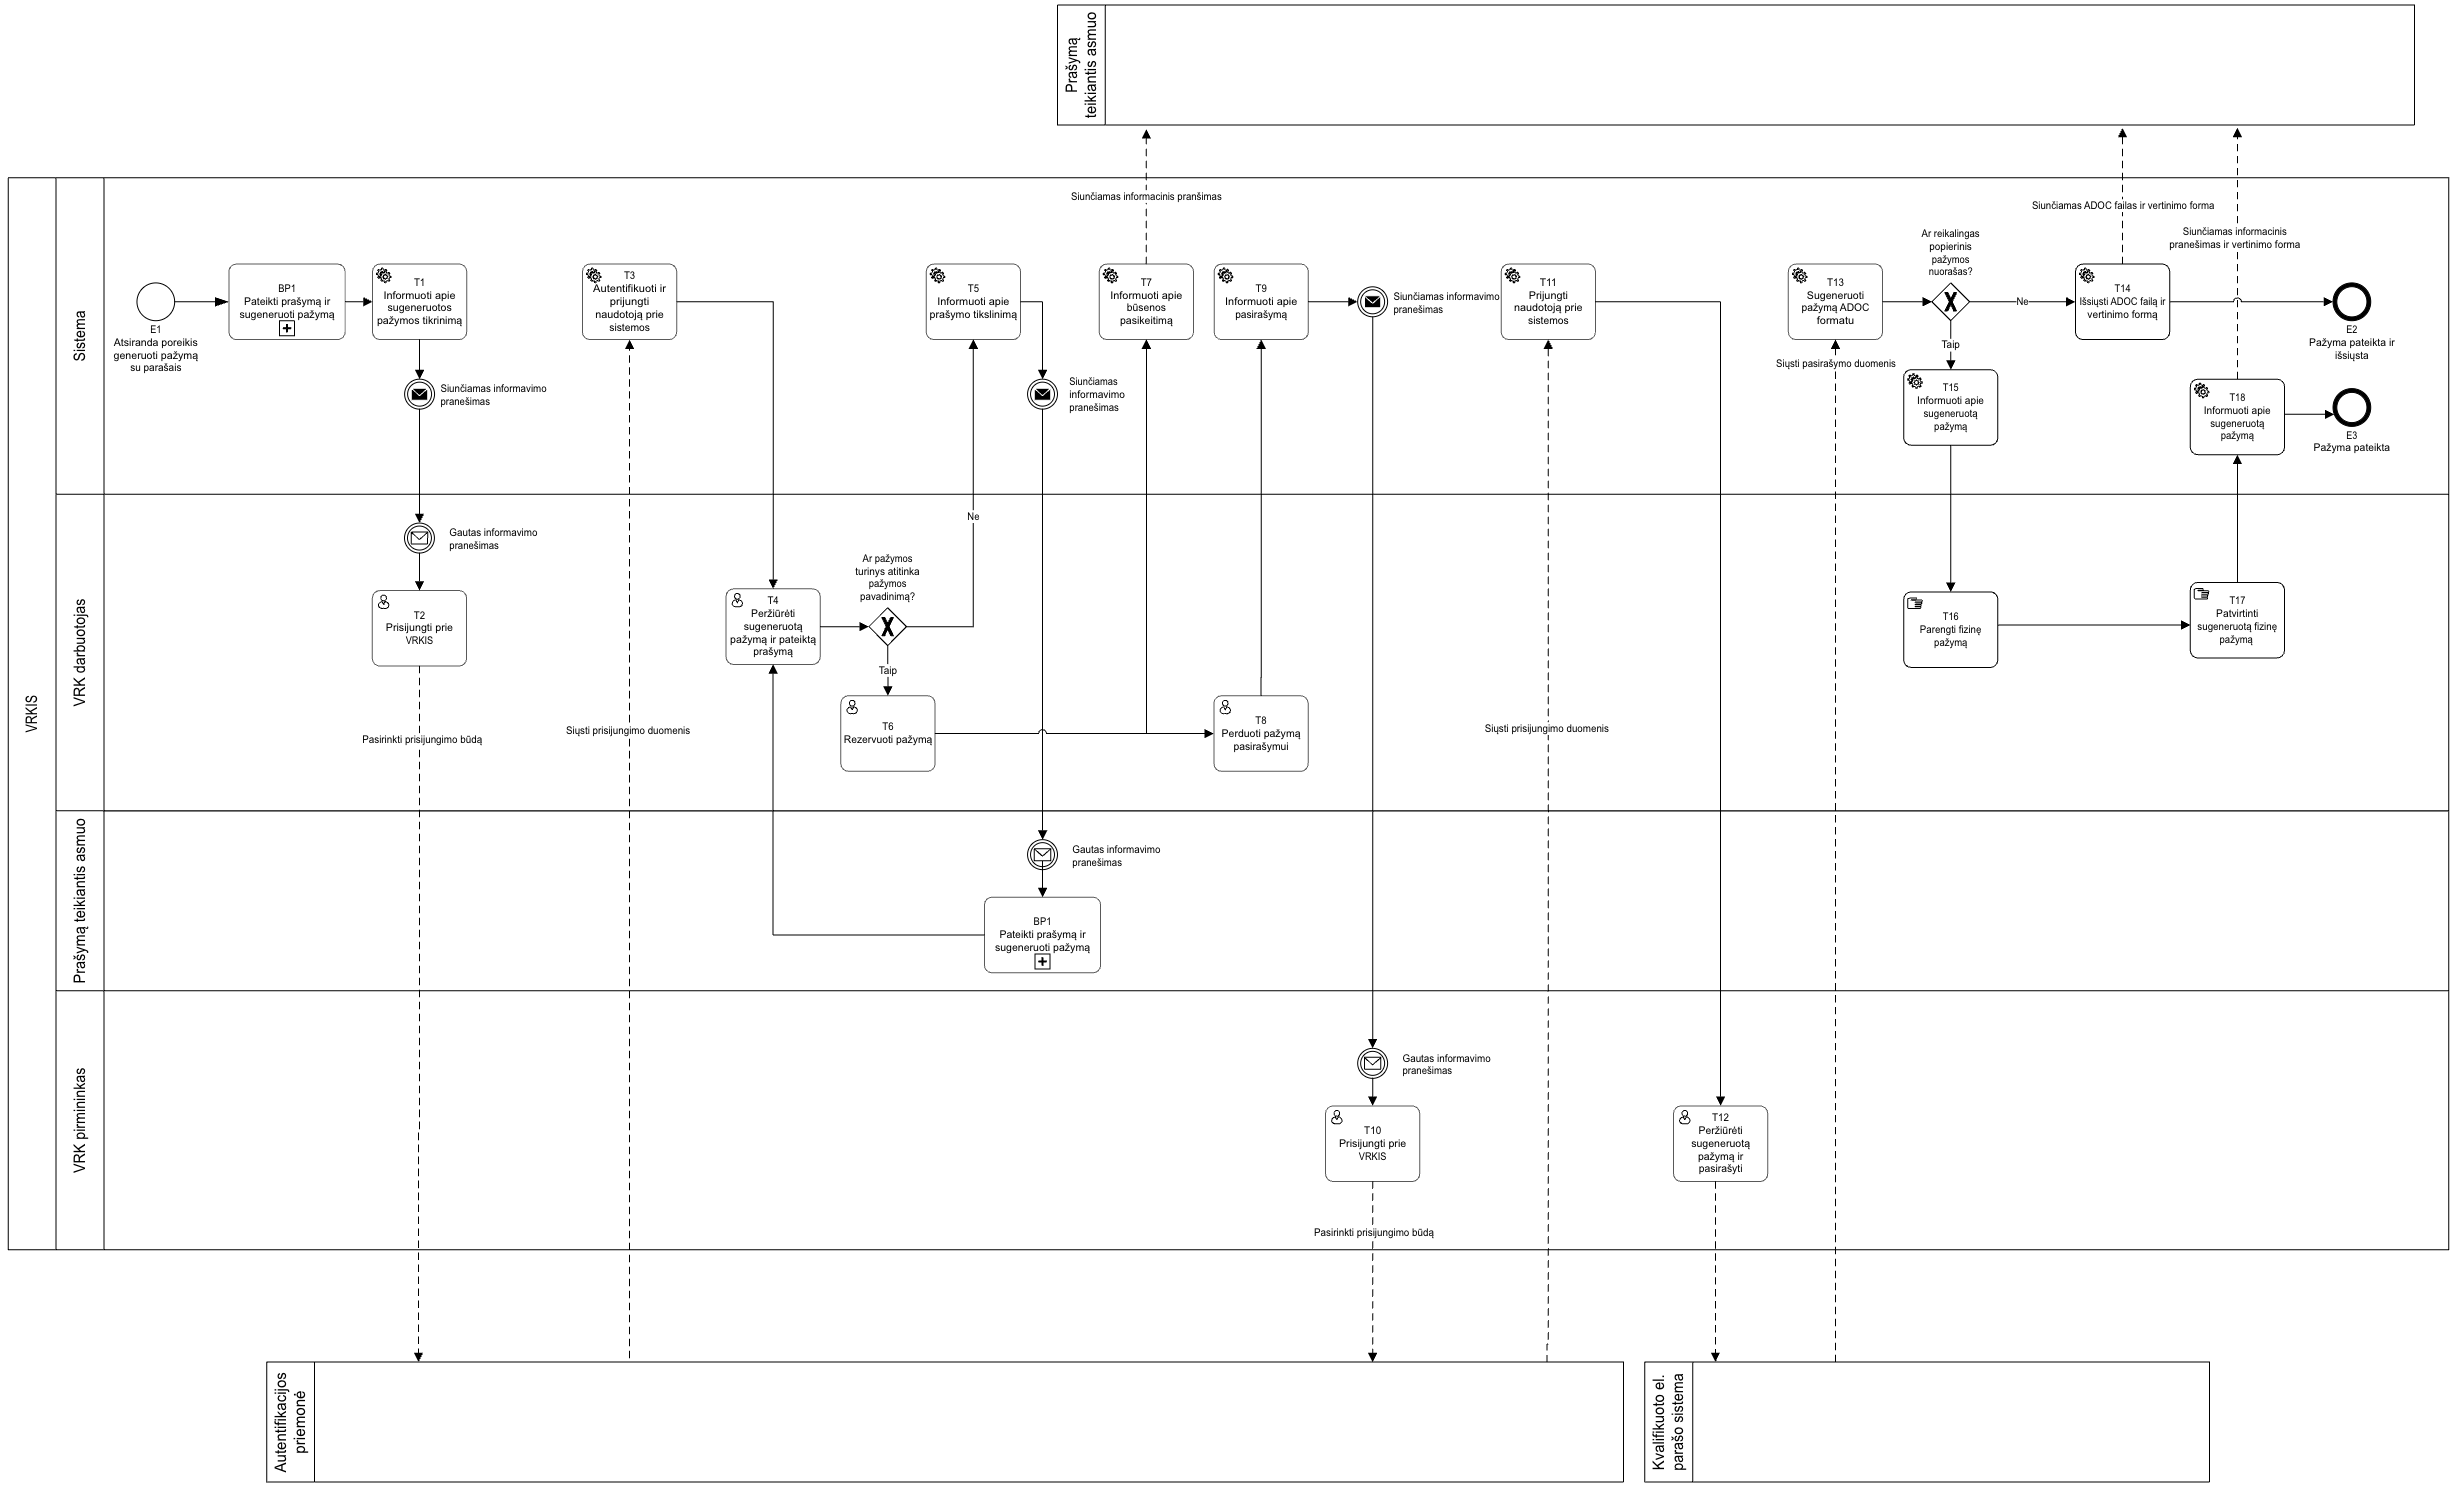 Prašymą
teikiantis asmuo
VRKIS
Sistema
E1
Atsiranda poreikis
generuoti pažymą
su parašais
BP1
Pateikti prašymą ir
sugeneruoti pažymą
T1
Informuoti apie
sugeneruotos
pažymos tikrinimą
Siunčiamas informavimo
pranešimas
T3
Autentifikuoti ir
prijungti
naudotoją prie
sistemos
T5
Informuoti apie
prašymo tikslinimą
Siunčiamas
informavimo
pranešimas
Siunčiamas informacinis pranšimas
T7
Informuoti apie
būsenos
pasikeitimą
T9
Informuoti apie
pasirašymą
Siunčiamas informavimo
pranešimas
T11
Prijungti
naudotoją prie
sistemos
T13
Sugeneruoti
pažymą ADOC
formatu
Siųsti pasirašymo duomenis
Ar reikalingas
popierinis
pažymos
nuorašas?
Ne
Taip
Siunčiamas ADOC failas ir vertinimo forma
T14
Išsiųsti ADOC failą ir
vertinimo formą
T15
Informuoti apie
sugeneruotą
pažymą
Siunčiamas informacinis
pranešimas ir vertinimo forma
T18
Informuoti apie
sugeneruotą
pažymą
E2
Pažyma pateikta ir
išsiųsta
E3
Pažyma pateikta
VRK darbuotojas
Gautas informavimo
pranešimas
T2
Prisijungti prie
VRKIS
Pasirinkti prisijungimo būdą
Siųsti prisijungimo duomenis
T4
Peržiūrėti
sugeneruotą
pažymą ir pateiktą
prašymą
Ar pažymos
turinys atitinka
pažymos
pavadinimą?
Ne
Taip
T6
Rezervuoti pažymą
T8
Perduoti pažymą
pasirašymui
Siųsti prisijungimo duomenis
T16
Parengti fizinę
pažymą
T17
Patvirtinti
sugeneruotą fizinę
pažymą
Prašymą teikiantis asmuo
Gautas informavimo
pranešimas
BP1
Pateikti prašymą ir
sugeneruoti pažymą
VRK pirmininkas
Gautas informavimo
pranešimas
T10
Prisijungti prie
VRKIS
Pasirinkti prisijungimo būdą
T12
Peržiūrėti
sugeneruotą
pažymą ir
pasirašyti
Autentifikacijos
priemonė
Kvalifikuoto el.
parašo sistema